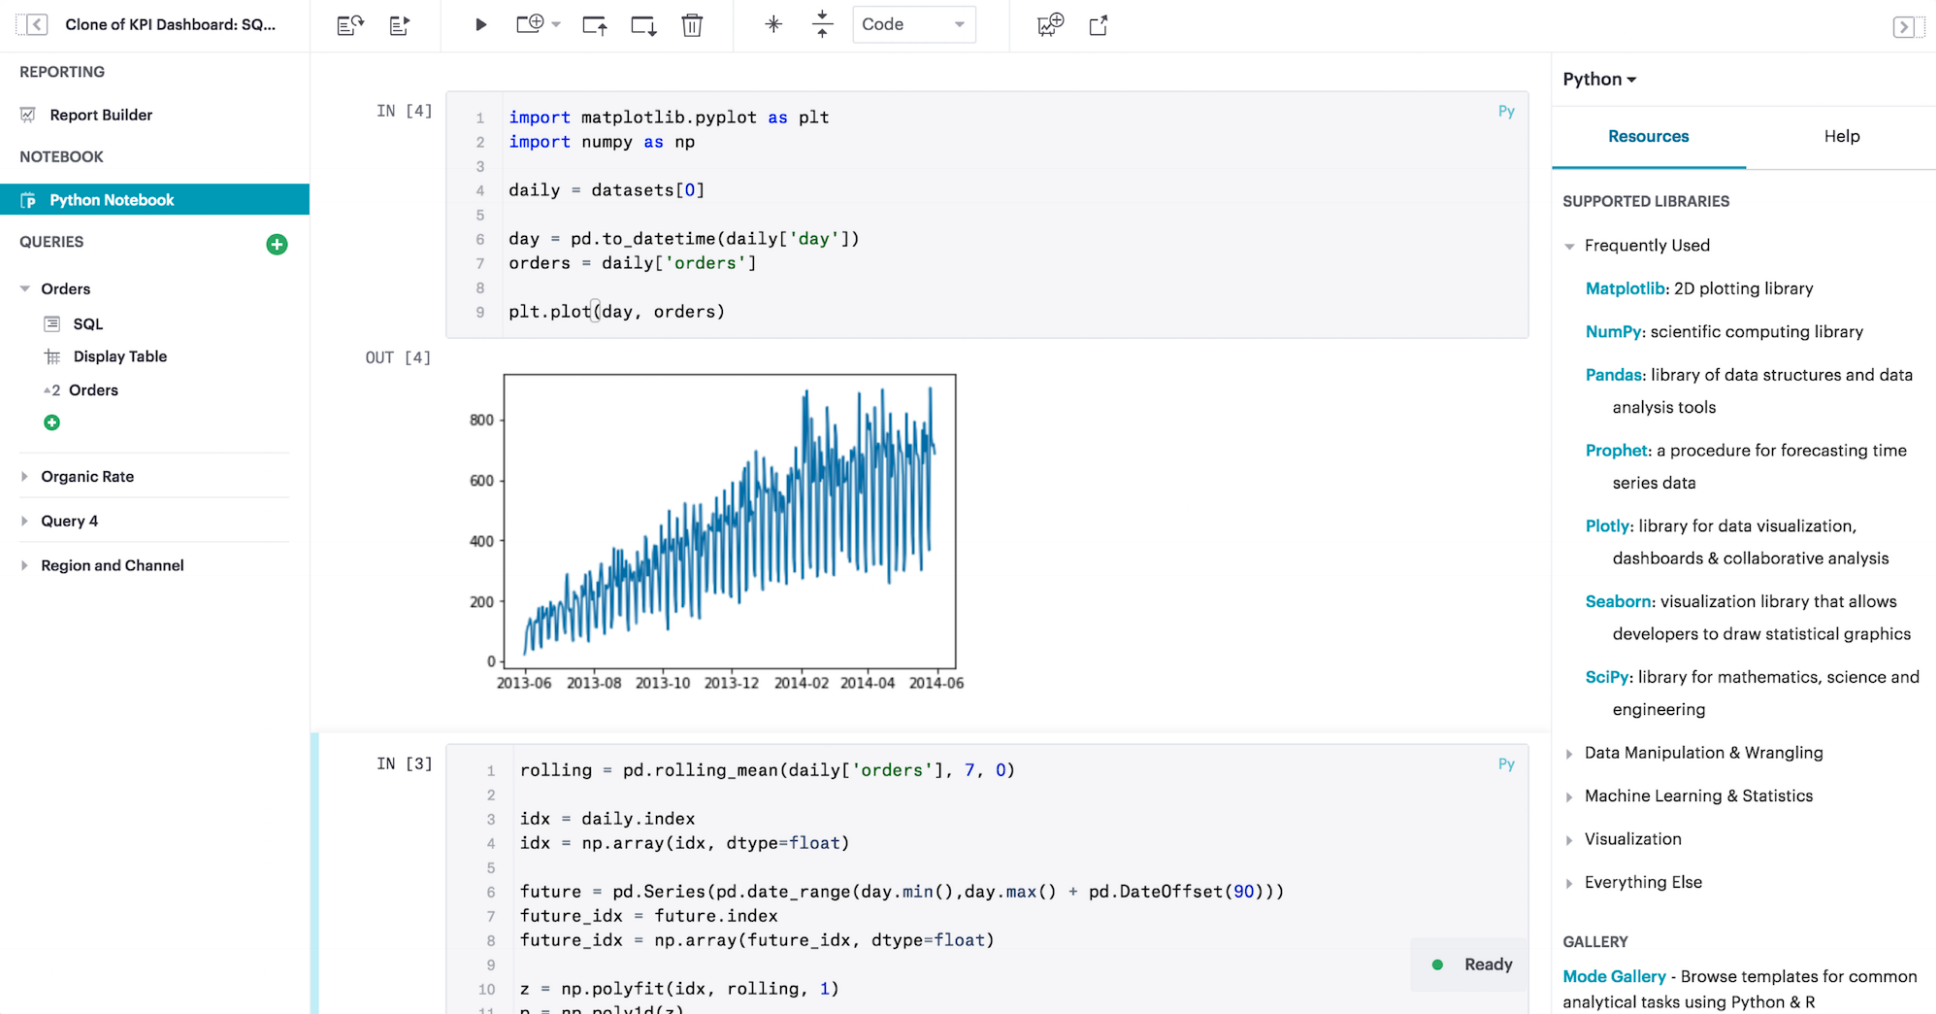 Clone of KPI Dashboard: SQ...
Code
REPORTING
Report Builder
NOTEBOOK
Python Notebook
QUERIES
Orders
SQL
Display Table
2 Orders
Organic Rate
Query 4
Region and Channel
IN [4]
Py
1 import matplotlib.pyplot as plt
2 import numpy as np
3
4 daily = datasets[0]
5
6 day = pd.to_datetime(daily['day'])
7 orders = daily['orders']
8
9 plt.plot(day, orders)
OUT [4]
800
600
400
200
0
2013-06 2013-08 2013-10 2013-12 2014-02 2014-04 2014-06
IN [3]
Py
1 rolling = pd.rolling_mean(daily['orders'], 7, 0)
2
3 idx = daily.index
4 idx = np.array(idx, dtype=float)
5
6 future = pd.Series(pd.date_range(day.min(),day.max() + pd.DateOffset(90)))
7 future_idx = future.index
8 future_idx = np.array(future_idx, dtype=float)
9
10 z = np.polyfit(idx, rolling, 1)
11 p = np.poly1d(z)
Ready
Python
Resources
Help
SUPPORTED LIBRARIES
Frequently Used
Matplotlib: 2D plotting library
NumPy: scientific computing library
Pandas: library of data structures and data
analysis tools
Prophet: a procedure for forecasting time
series data
Plotly: library for data visualization,
dashboards & collaborative analysis
Seaborn: visualization library that allows
developers to draw statistical graphics
SciPy: library for mathematics, science and
engineering
Data Manipulation & Wrangling
Machine Learning & Statistics
Visualization
Everything Else
GALLERY
Mode Gallery - Browse templates for common
analytical tasks using Python & R